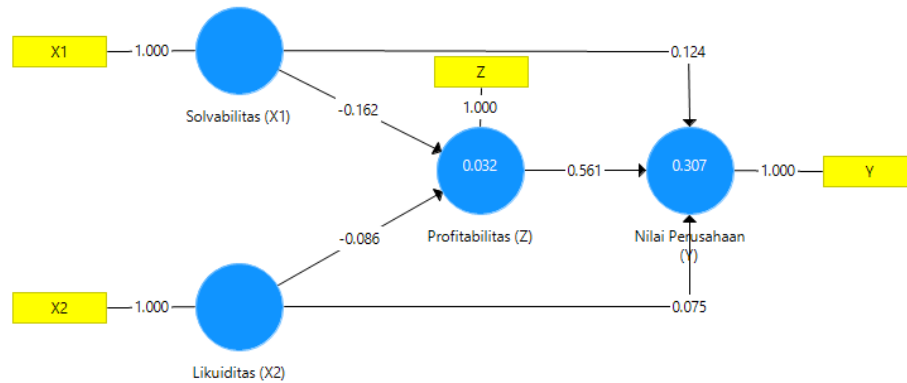 X1
1.000
0.124
Z
Solvabilitas (X1)
-0.162
1.000
0.032
0.561
0.307
1.000
Y
Profitabilitas (Z)
Nilai Perusahaan
(Y)
-0.086
X2
1.000
0.075
Likuiditas (X2)